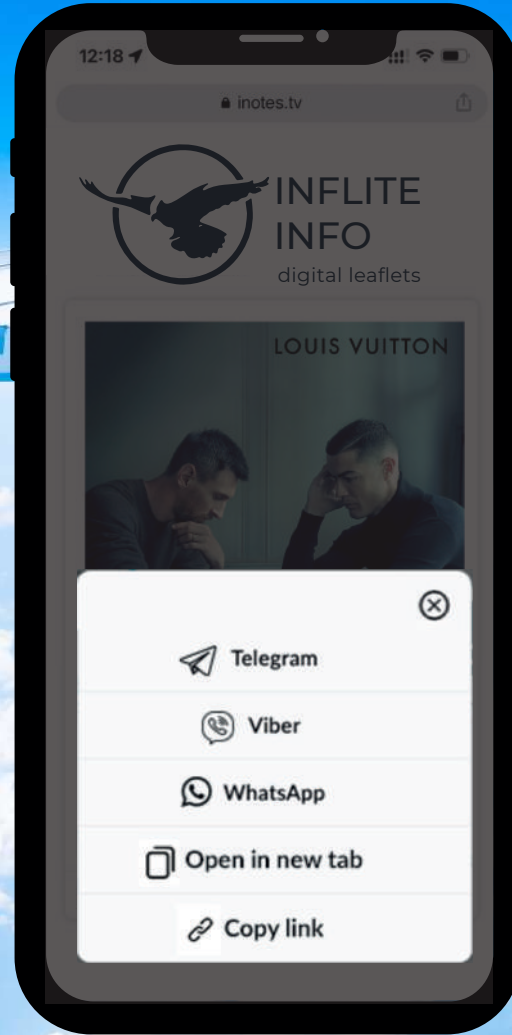 12:18
inotes.tv
INFLITE
INFO
digital leaflets
LOUIS VUITTON
Telegram
Viber
WhatsApp
Open in new tab
Copy link